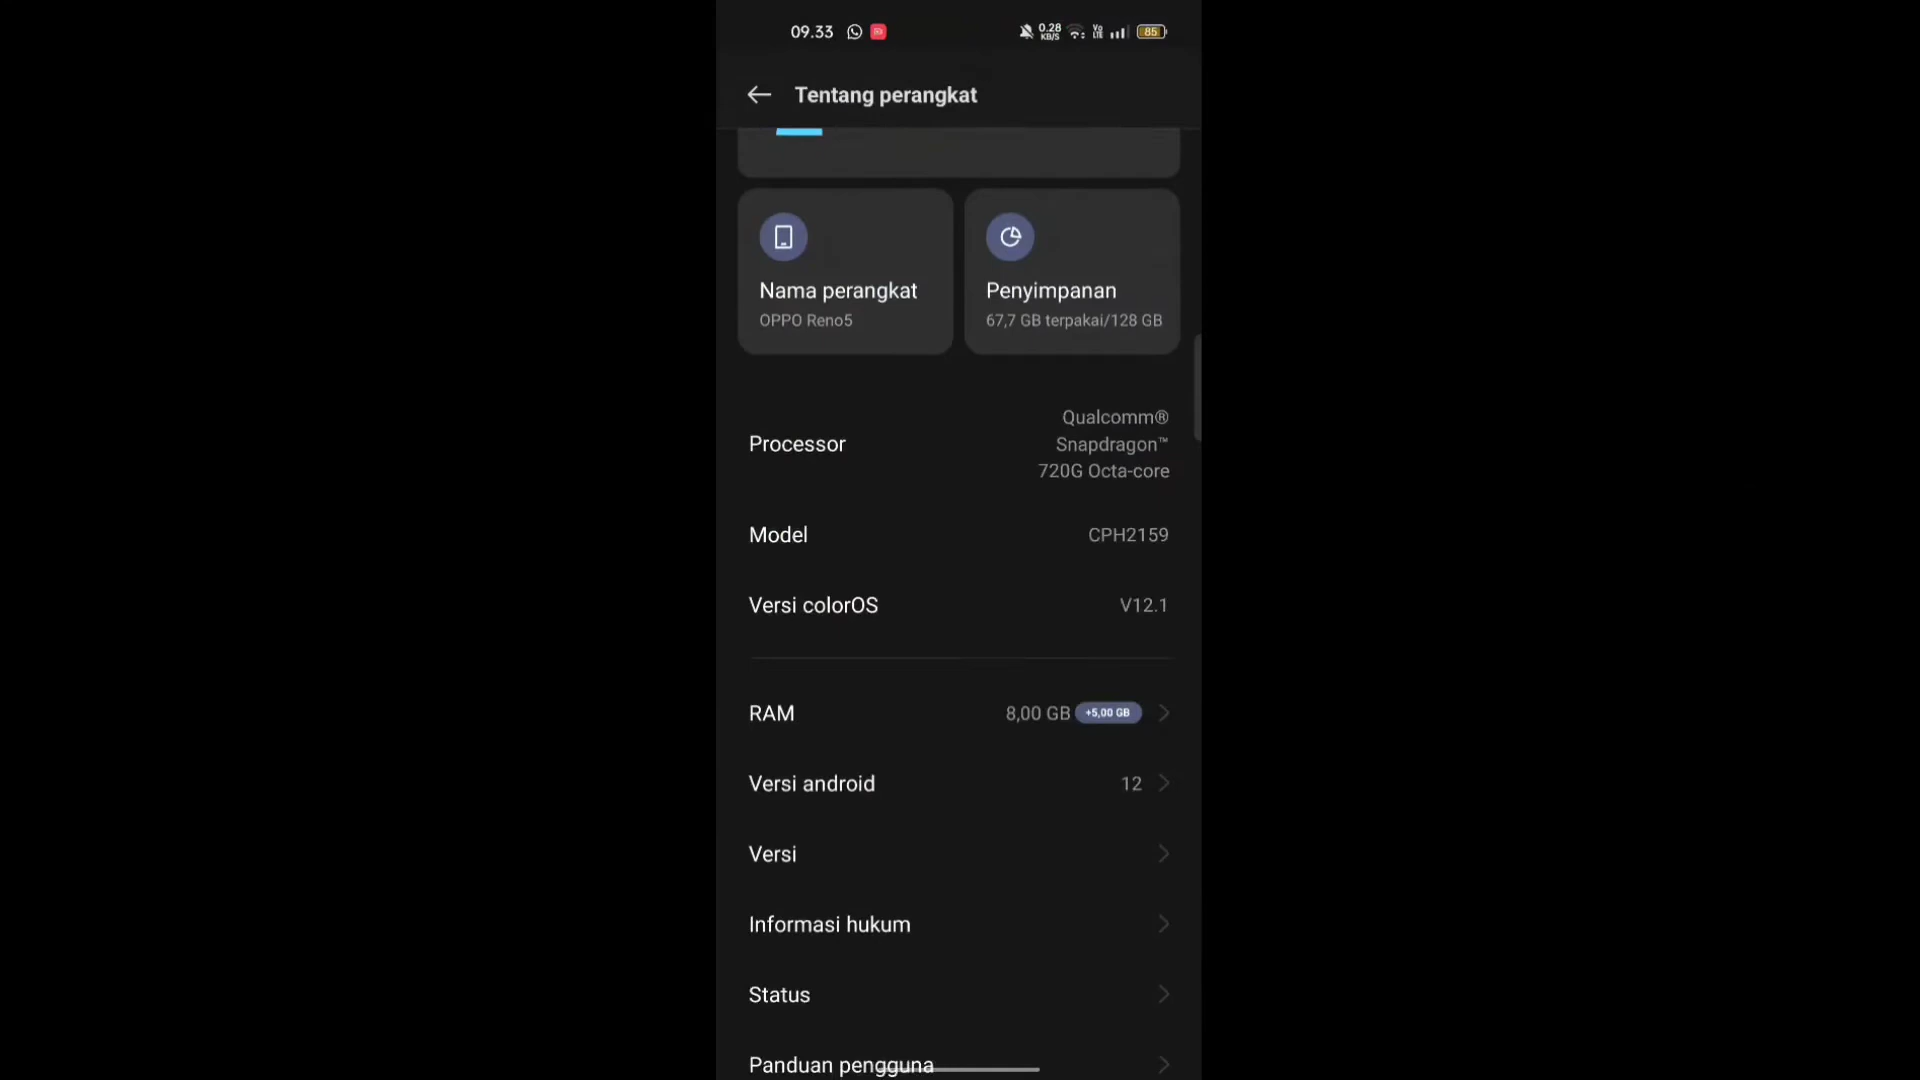 09.33 0.28 KB/S Vo LTE 85
Tentang perangkat
Nama perangkat
OPPO Reno5
Penyimpanan
67,7 GB terpakai/128 GB
Processor
Qualcomm®
Snapdragon™
720G Octa-core
Model CPH2159
Versi colorOS V12.1
RAM 8,00 GB +5,00 GB
Versi android 12
Versi
Informasi hukum
Status
Panduan pengguna